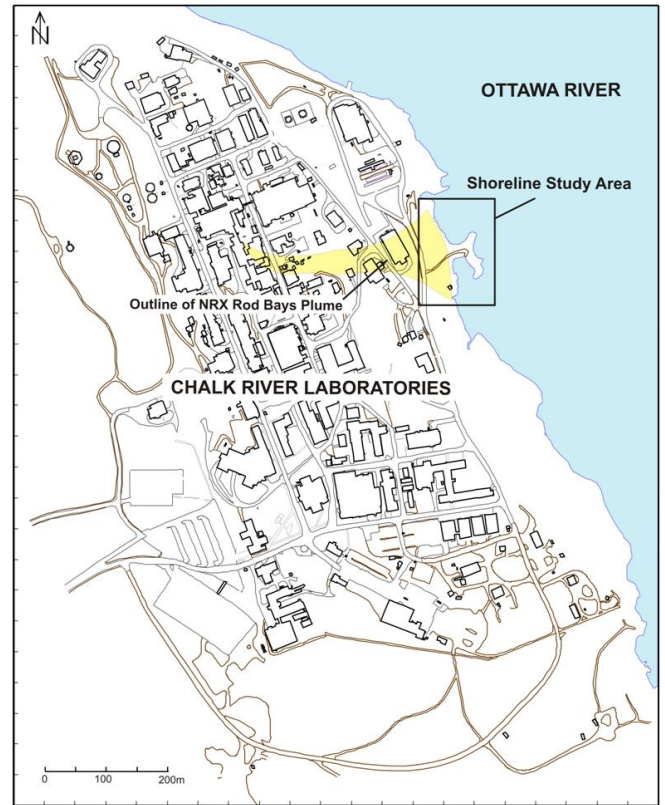 N
OTTAWA RIVER
Shoreline Study Area
Outline of NRX Rod Bays Plume
CHALK RIVER LABORATORIES
0 100 200m